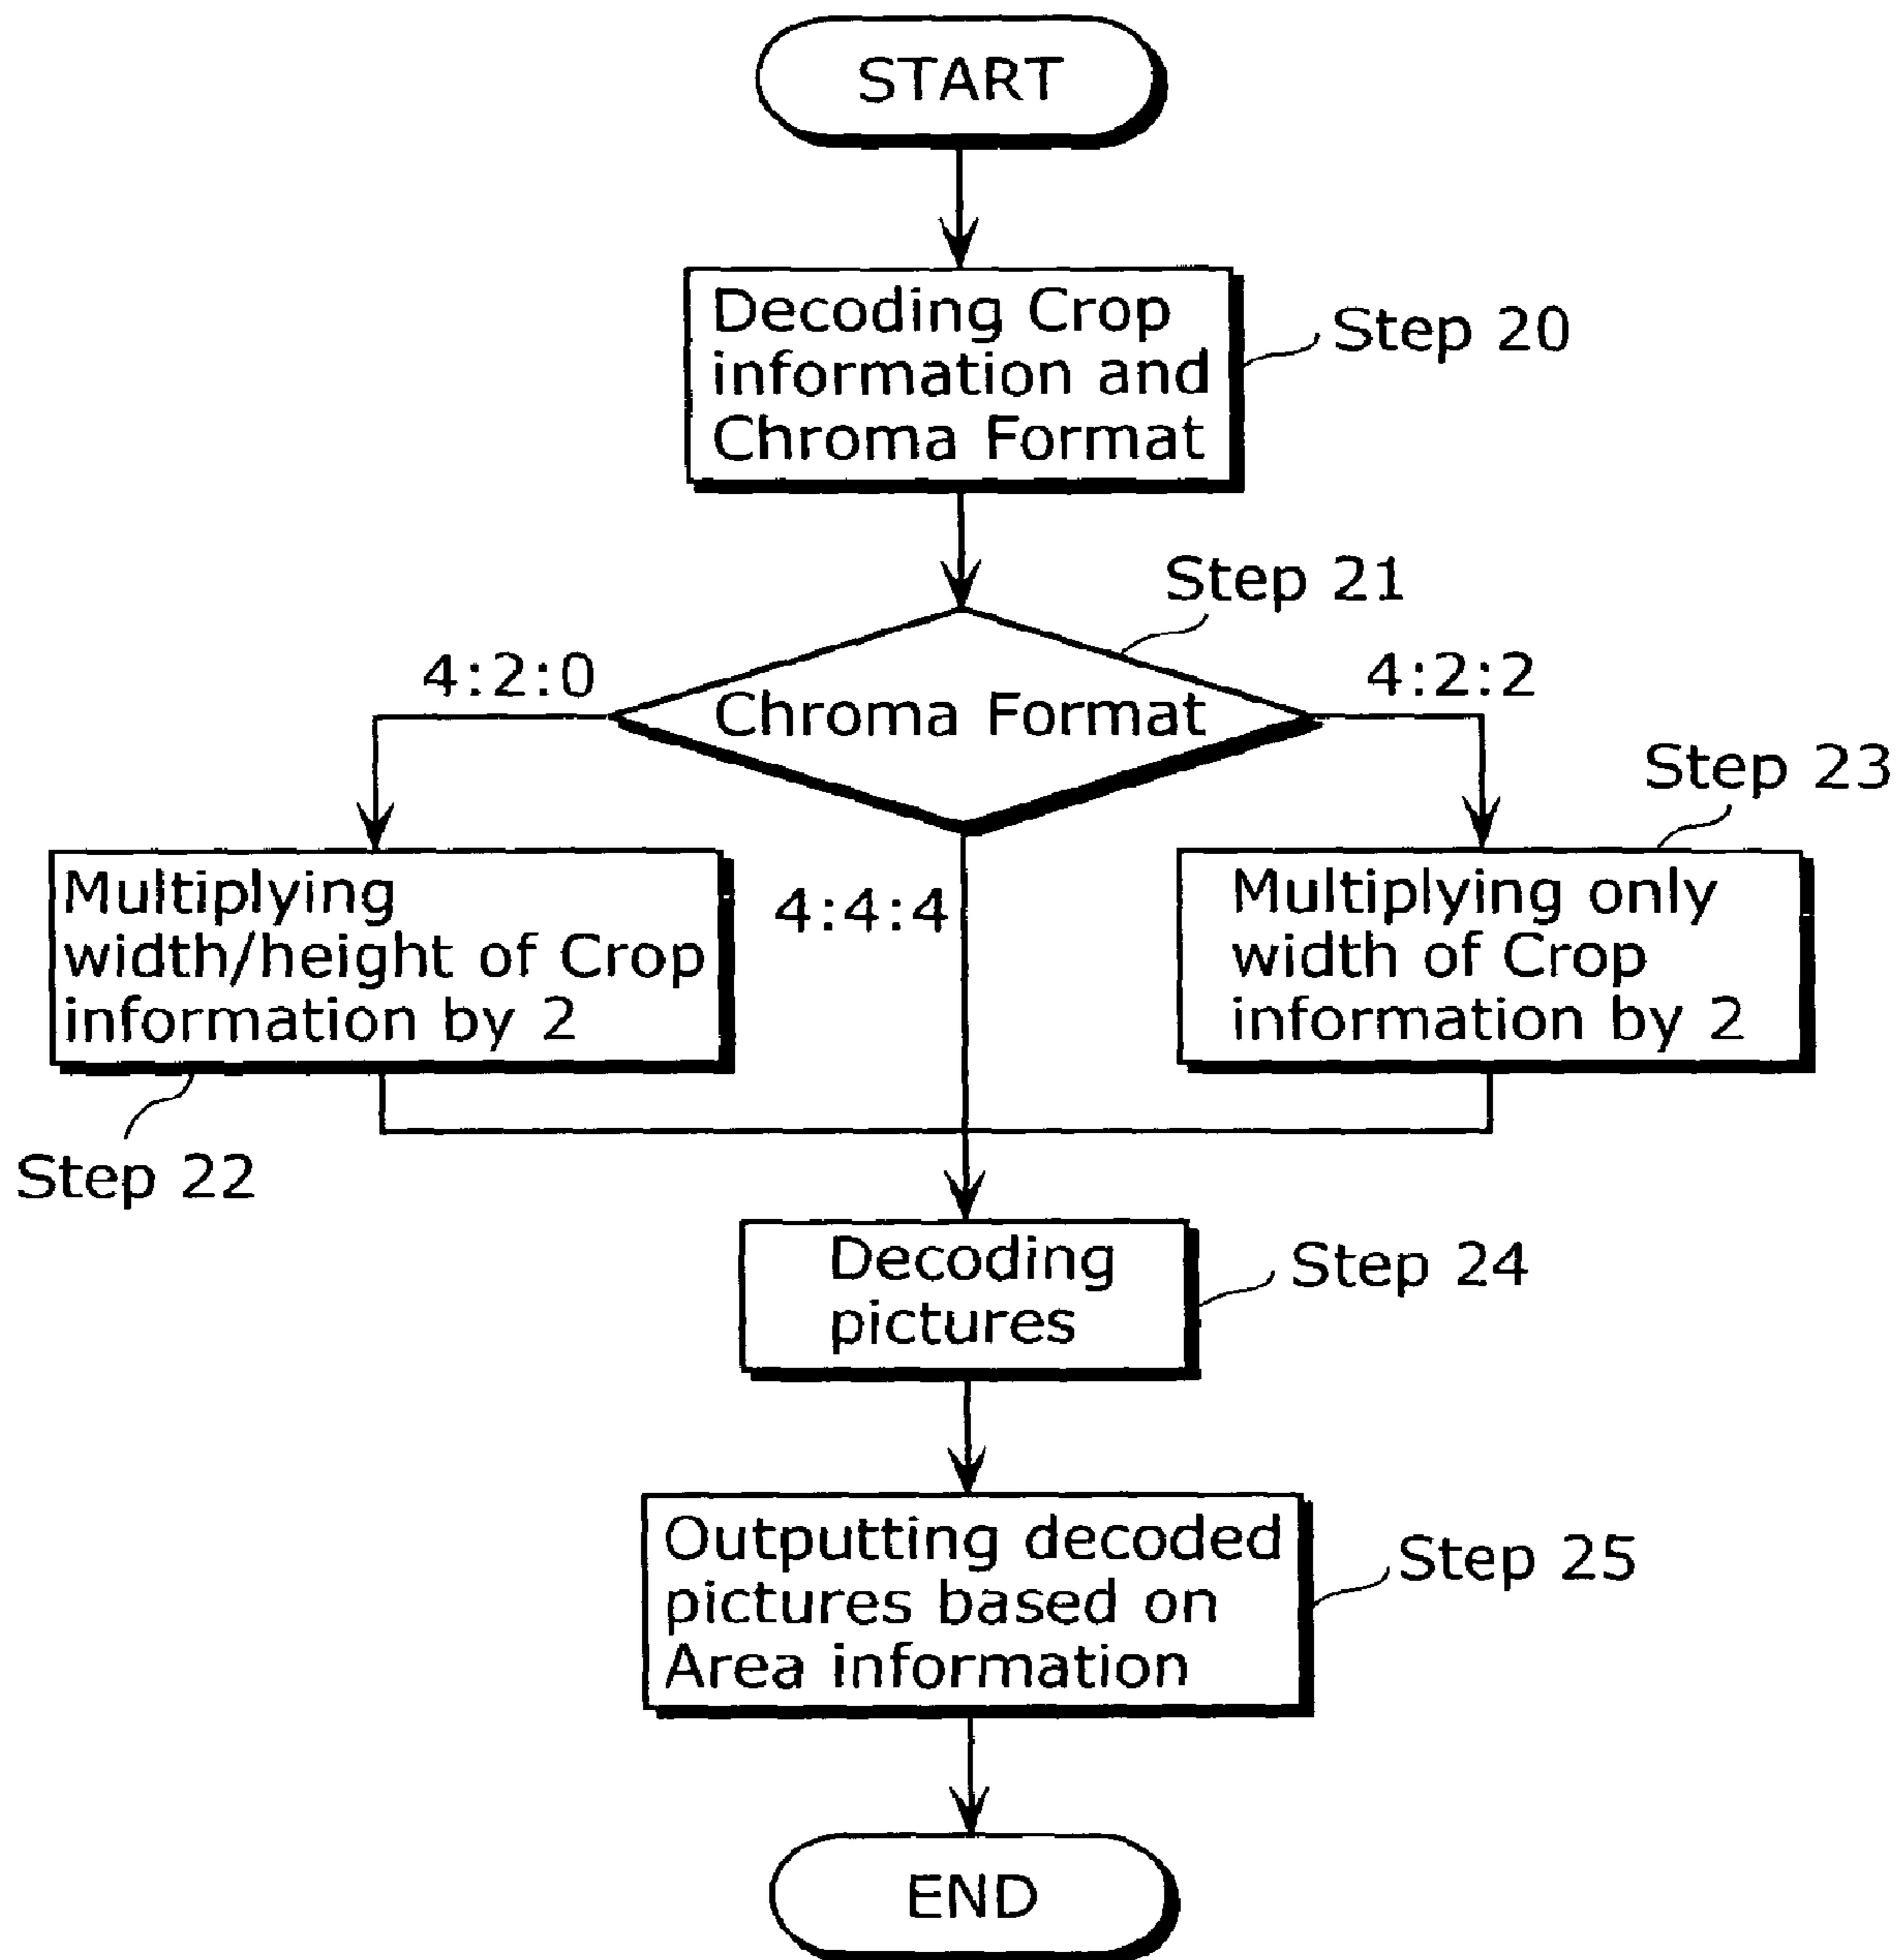 START
Decoding Crop
information and
Chroma Format
Step 20
Step 21
4:2:0
Chroma Format
4:2:2
Step 23
Multiplying
width/height of Crop
information by 2
4:4:4
Multiplying only
width of Crop
information by 2
Step 22
Decoding
pictures
Step 24
Outputting decoded
pictures based on
Area information
Step 25
END